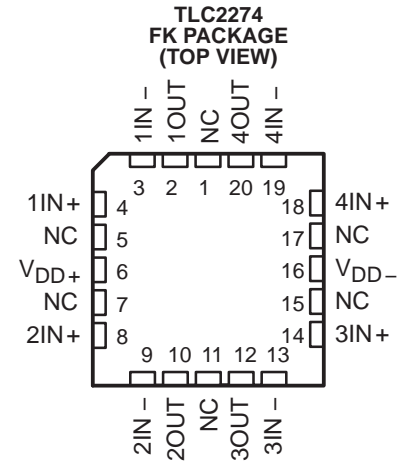 TLC2274
FK PACKAGE
(TOP VIEW)
1IN −
1OUT
NC
4OUT
4IN −
3 2 1 20 19
1IN + 4 18 4IN +
NC 5 17 NC
VDD + 6 16 VDD −
NC 7 15 NC
2IN + 8 14 3IN +
9 10 11 12 13
2IN −
2OUT
NC
3OUT
3IN −